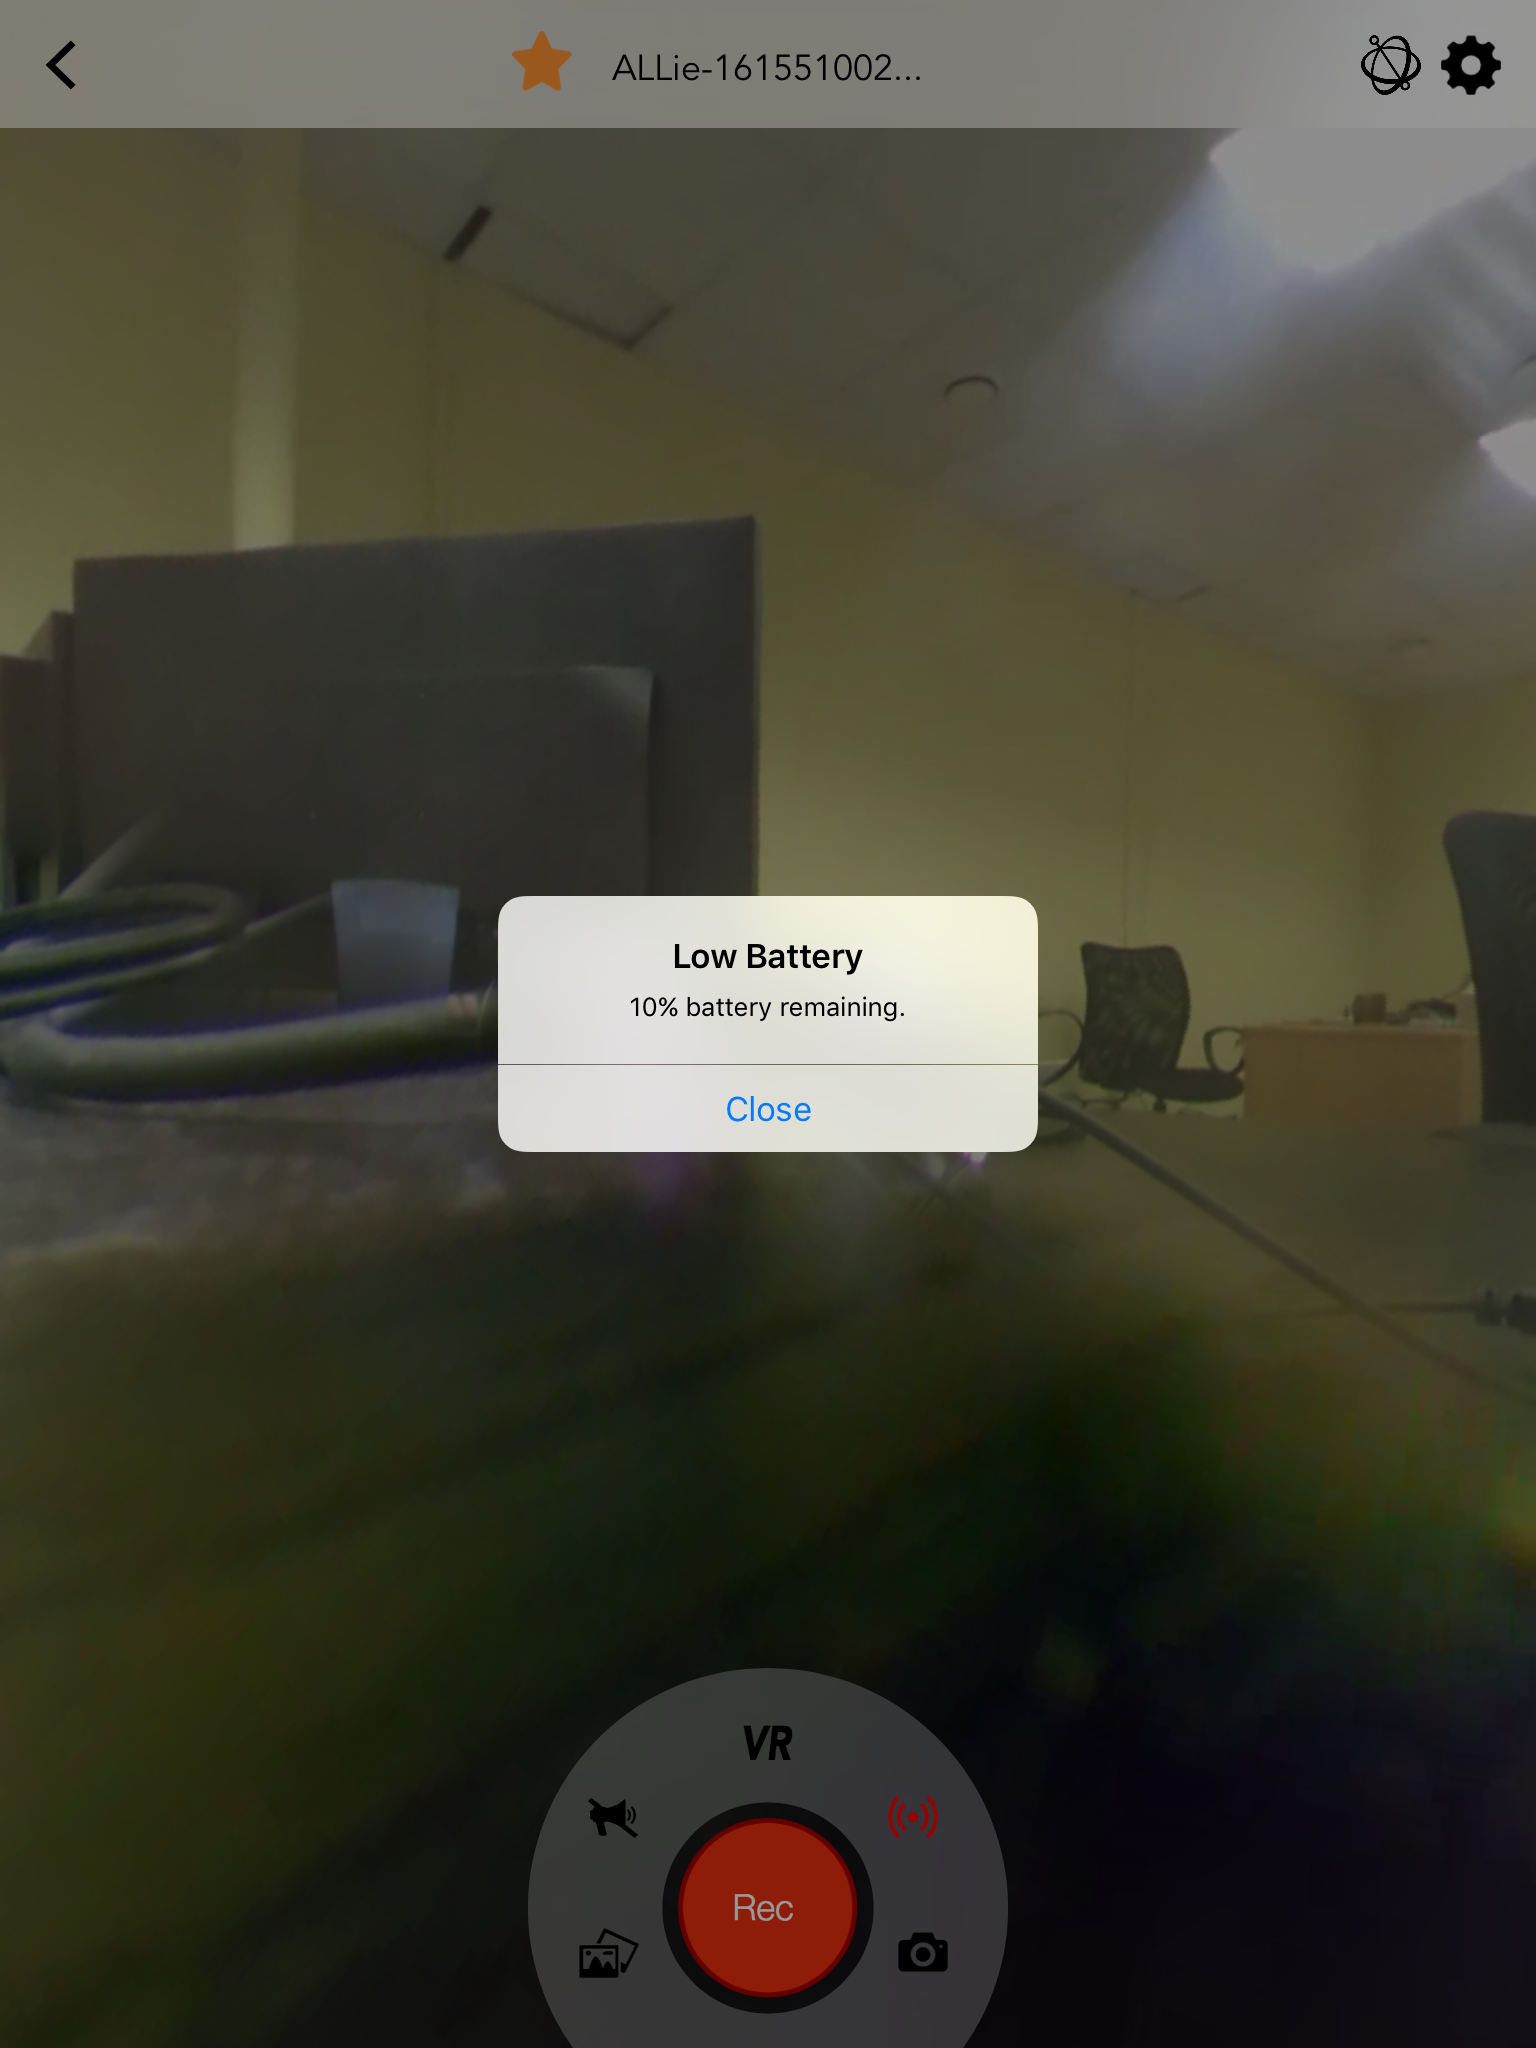 ALLie-161551002...
Low Battery
10% battery remaining.
Close
VR
Rec